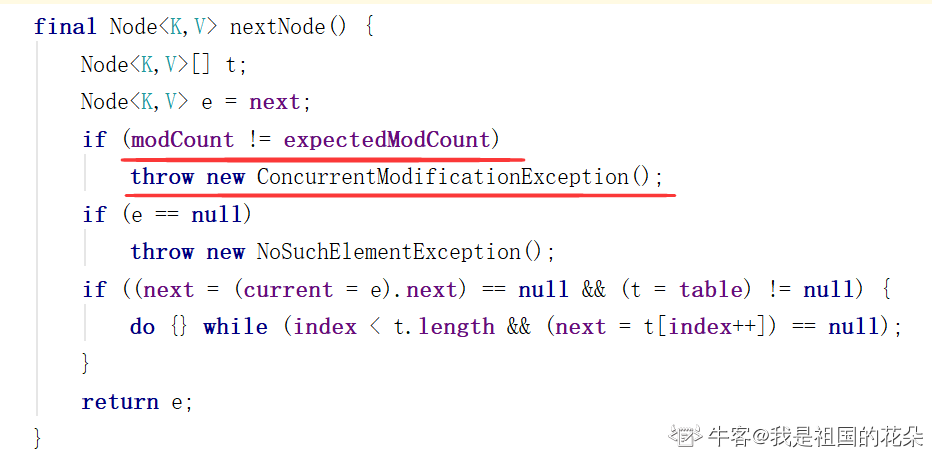 final Node<K,V> nextNode() {
Node<K,V>[] t;
Node<K,V> e = next;
if (modCount != expectedModCount)
throw new ConcurrentModificationException();
if (e == null)
throw new NoSuchElementException();
if ((next = (current = e).next) == null && (t = table) != null) {
do {} while (index < t.length && (next = t[index++]) == null);
}
return e;
}
牛客@我是祖国的花朵